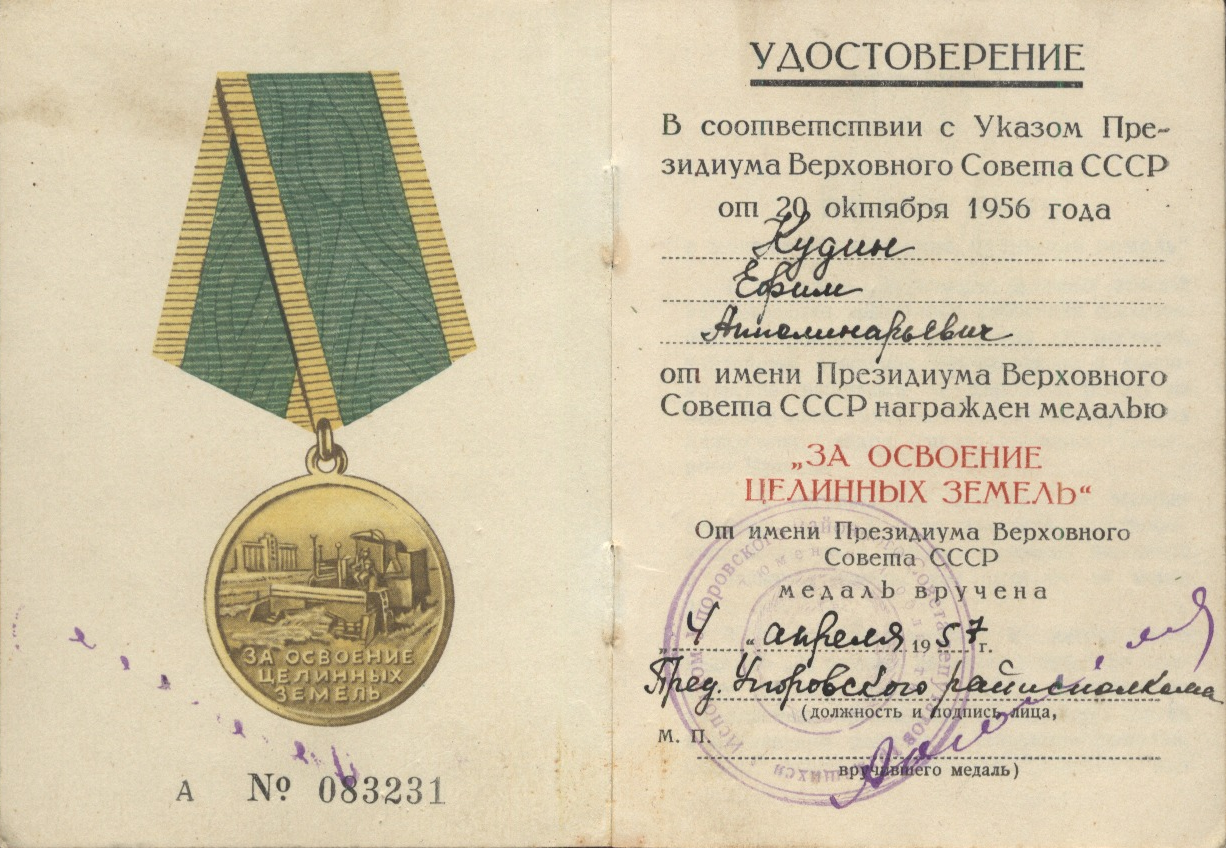 ЗА ОСВОЕНИЕ
ЦЕЛИННЫХ
ЗЕМЕЛЬ
А № 083231
УДОСТОВЕРЕНИЕ
В соответствии с Указом Пре-
зидиума Верховного Совета СССР
от 20 октября 1956 года
Кудин
Ефим
Апполинарьевич
от имени Президиума Верховного
Совета СССР награжден медалью
„ЗА ОСВОЕНИЕ
ЦЕЛИННЫХ ЗЕМЕЛЬ“
От имени Президиума Верховного
Совета СССР
медаль вручена
„4“ апреля 1957 г.
Пред. Упоровского райисполкома
(должность и подпись лица,
М. П.
вручившего медаль)